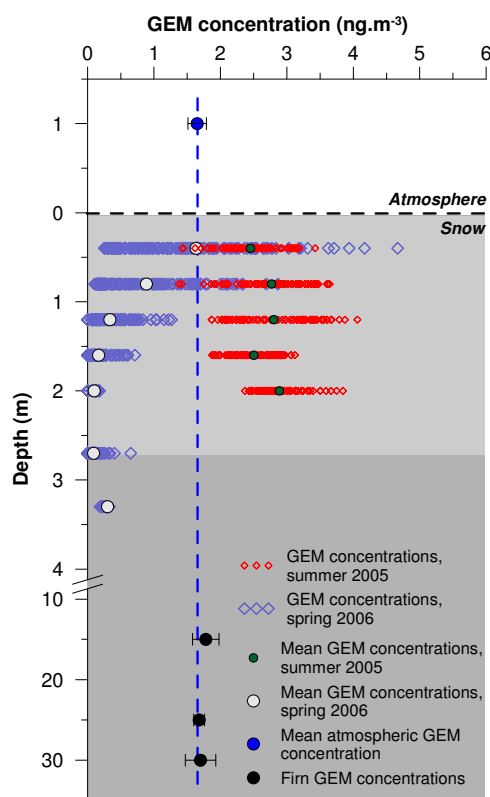 GEM concentration (ng.m⁻³)
0 1 2 3 4 5 6
1
Atmosphere
0
Snow
1
2
Depth (m)
3
4
10
20
30
GEM concentrations,
summer 2005
GEM concentrations,
spring 2006
Mean GEM concentrations,
summer 2005
Mean GEM concentrations,
spring 2006
Mean atmospheric GEM
concentration
Firn GEM concentrations